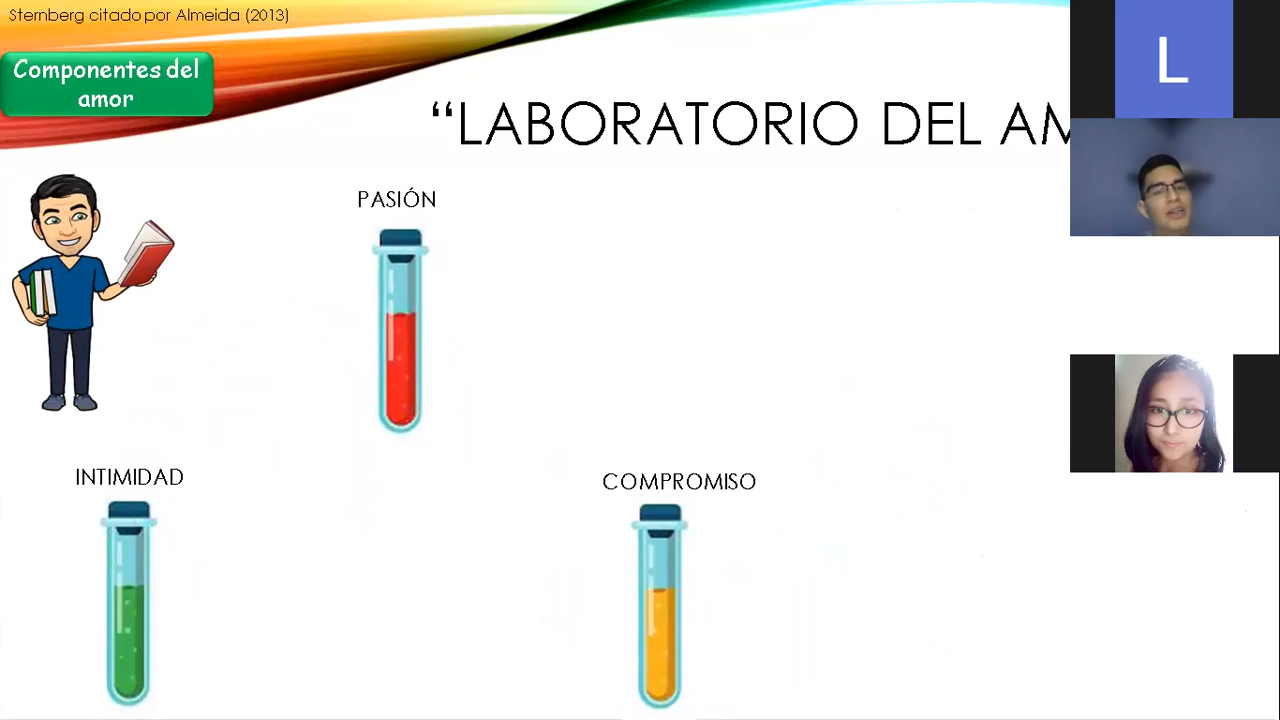 Sternberg citado por Almeida (2013)
Componentes del
amor
“LABORATORIO DEL AM
L
PASIÓN
INTIMIDAD
COMPROMISO